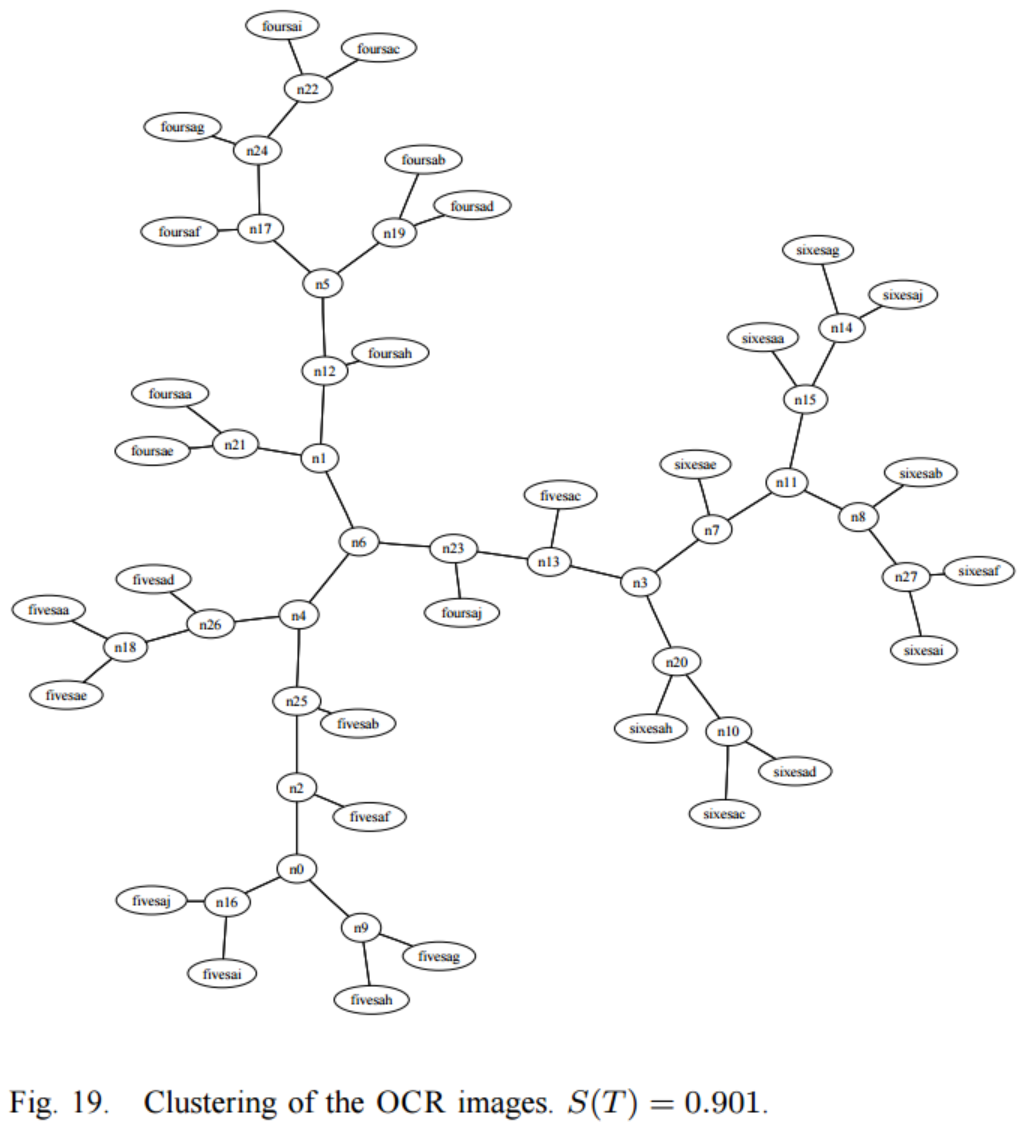 foursai
foursac
n22
foursag
n24
foursab
foursad
foursaf
n17
n19
sixesag
n5
sixesaj
n14
sixesaa
foursah
n12
foursaa
n15
foursae
n21
n1
sixesae
sixesab
n11
fivesac
n8
n7
n6
n23
n13
sixesaf
fivesad
n27
n3
fivesaa
foursaj
n4
n26
n18
sixesai
n20
fivesae
n25
fivesab
sixesah
n10
sixesad
n2
fivesaf
sixesac
n0
fivesaj
n16
n9
fivesag
fivesai
fivesah
Fig. 19. Clustering of the OCR images. S(T) = 0.901.